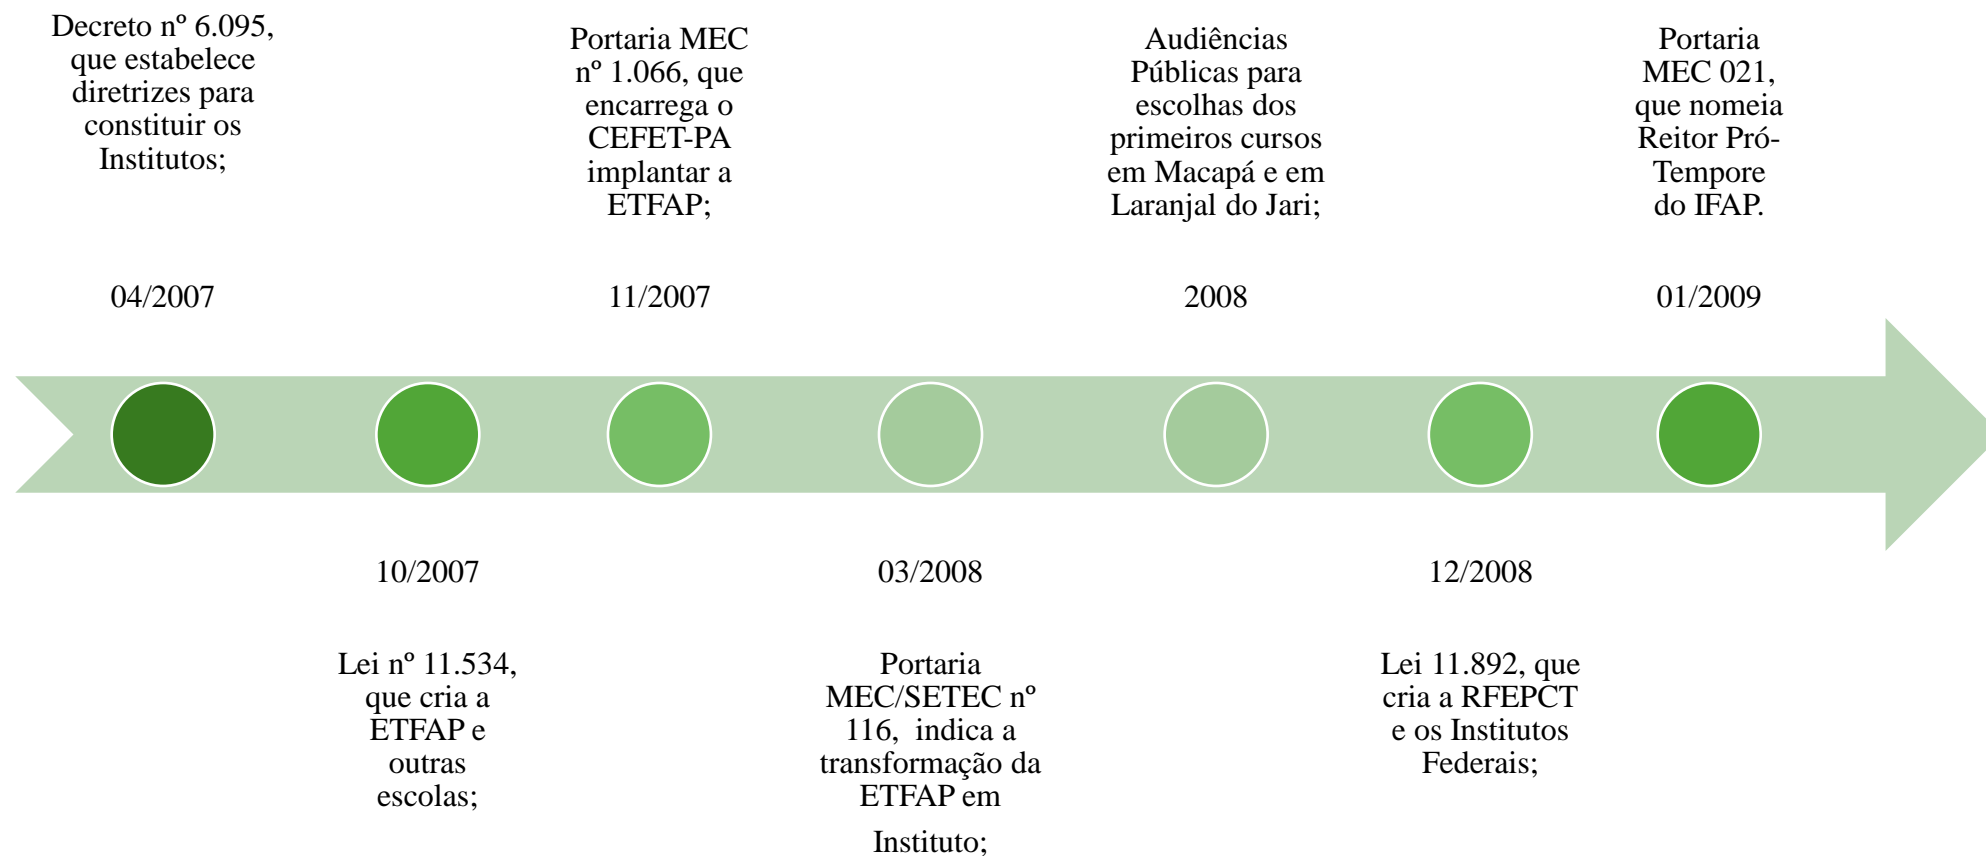 Decreto nº 6.095,
que estabelece
diretrizes para
constituir os
Institutos;
04/2007
10/2007
Lei nº 11.534,
que cria a
ETFAP e
outras
escolas;
Portaria MEC
nº 1.066, que
encarrega o
CEFET-PA
implantar a
ETFAP;
11/2007
03/2008
Portaria
MEC/SETEC nº
116, indica a
transformação da
ETFAP em
Instituto;
Audiências
Públicas para
escolhas dos
primeiros cursos
em Macapá e em
Laranjal do Jari;
2008
12/2008
Lei 11.892, que
cria a RFEPCT
e os Institutos
Federais;
Portaria
MEC 021,
que nomeia
Reitor Pró-
Tempore
do IFAP.
01/2009